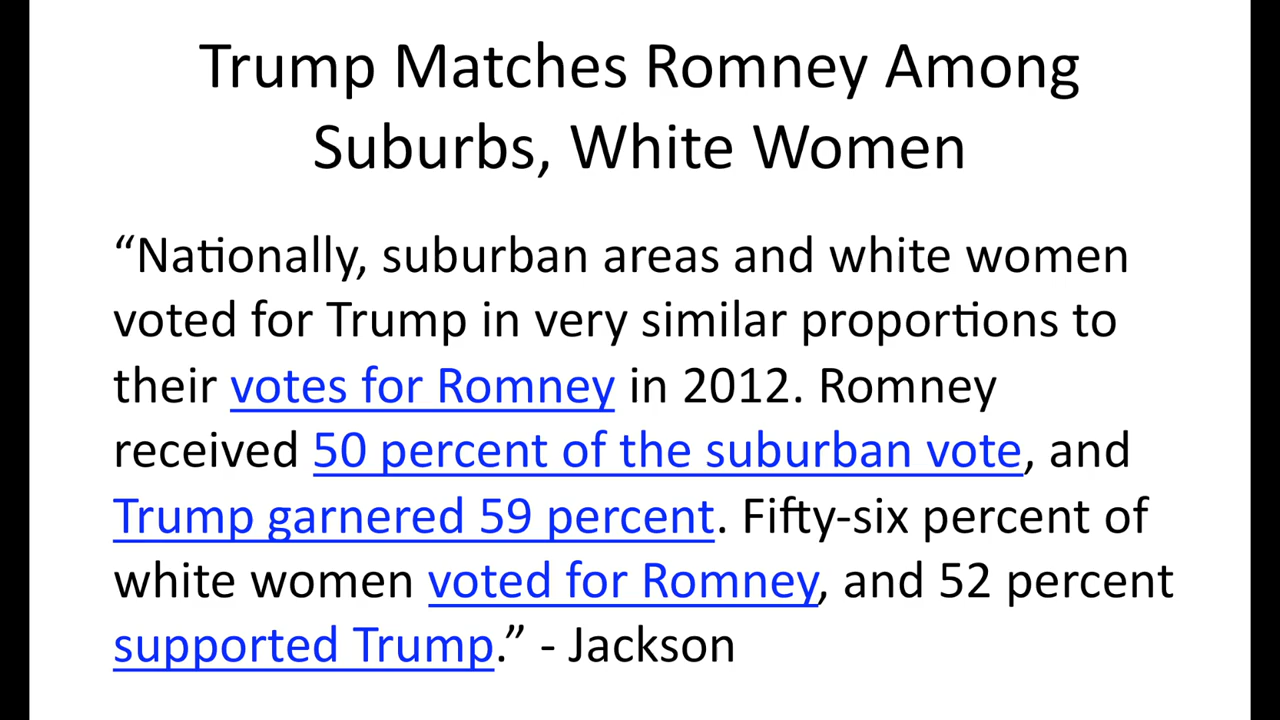 Trump Matches Romney Among
Suburbs, White Women
“Nationally, suburban areas and white women
voted for Trump in very similar proportions to
their votes for Romney in 2012. Romney
received 50 percent of the suburban vote, and
Trump garnered 59 percent. Fifty-six percent of
white women voted for Romney, and 52 percent
supported Trump.” - Jackson